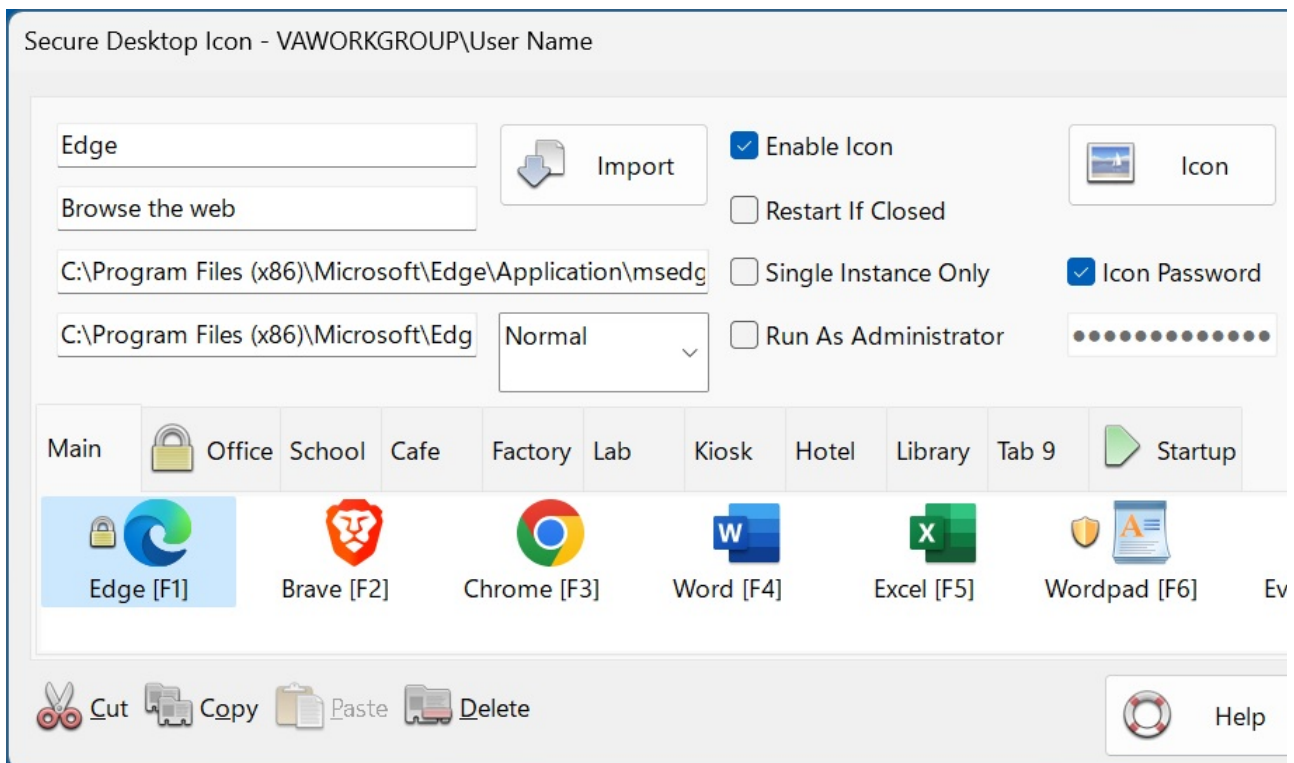 Secure Desktop Icon - VAWORKGROUP\User Name
Edge
Import
Enable Icon
Icon
Browse the web
Restart If Closed
C:\Program Files (x86)\Microsoft\Edge\Application\msedg
Single Instance Only
Icon Password
C:\Program Files (x86)\Microsoft\Edg
Normal
Run As Administrator
Main Office School Cafe Factory Lab Kiosk Hotel Library Tab 9 Startup
W X A
Edge [F1] Brave [F2] Chrome [F3] Word [F4] Excel [F5] Wordpad [F6] Ev
Cut Copy Paste Delete
Help